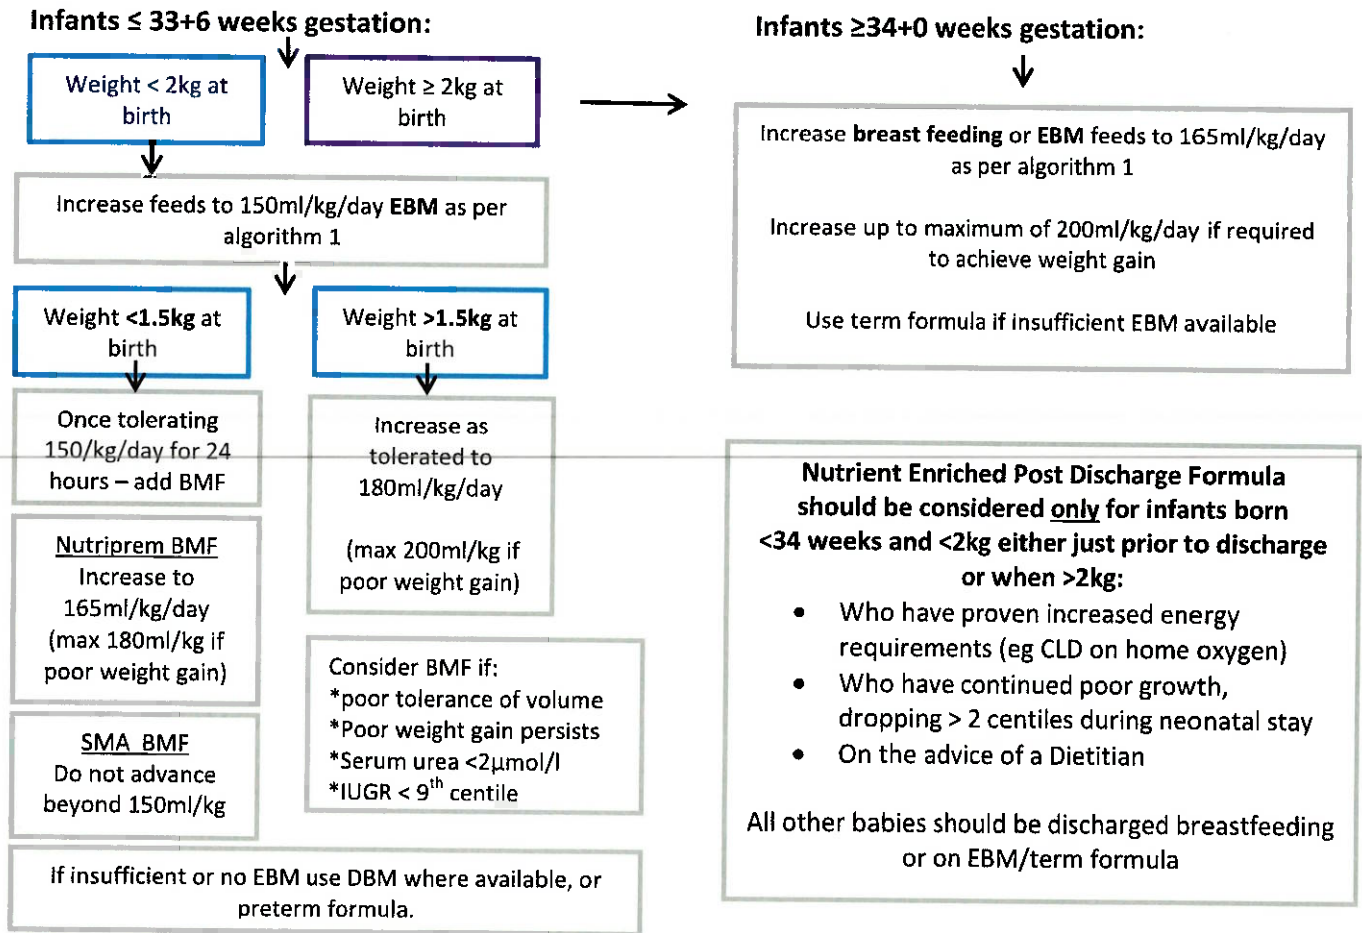 Infants ≤ 33+6 weeks gestation:
Weight < 2kg at
birth
Weight ≥ 2kg at
birth
Increase feeds to 150ml/kg/day EBM as per
algorithm 1
Weight <1.5kg at
birth
Weight >1.5kg at
birth
Once tolerating
150/kg/day for 24
hours – add BMF
Increase as
tolerated to
180ml/kg/day
(max 200ml/kg if
poor weight gain)
Nutriprem BMF
Increase to
165ml/kg/day
(max 180ml/kg if
poor weight gain)
Consider BMF if:
*poor tolerance of volume
*Poor weight gain persists
*Serum urea <2µmol/l
*IUGR < 9th centile
SMA BMF
Do not advance
beyond 150ml/kg
If insufficient or no EBM use DBM where available, or
preterm formula.
Infants ≥34+0 weeks gestation:
Increase breast feeding or EBM feeds to 165ml/kg/day
as per algorithm 1
Increase up to maximum of 200ml/kg/day if required
to achieve weight gain
Use term formula if insufficient EBM available
Nutrient Enriched Post Discharge Formula
should be considered only for infants born
<34 weeks and <2kg either just prior to discharge
or when >2kg:
• Who have proven increased energy
requirements (eg CLD on home oxygen)
• Who have continued poor growth,
dropping > 2 centiles during neonatal stay
• On the advice of a Dietitian
All other babies should be discharged breastfeeding
or on EBM/term formula